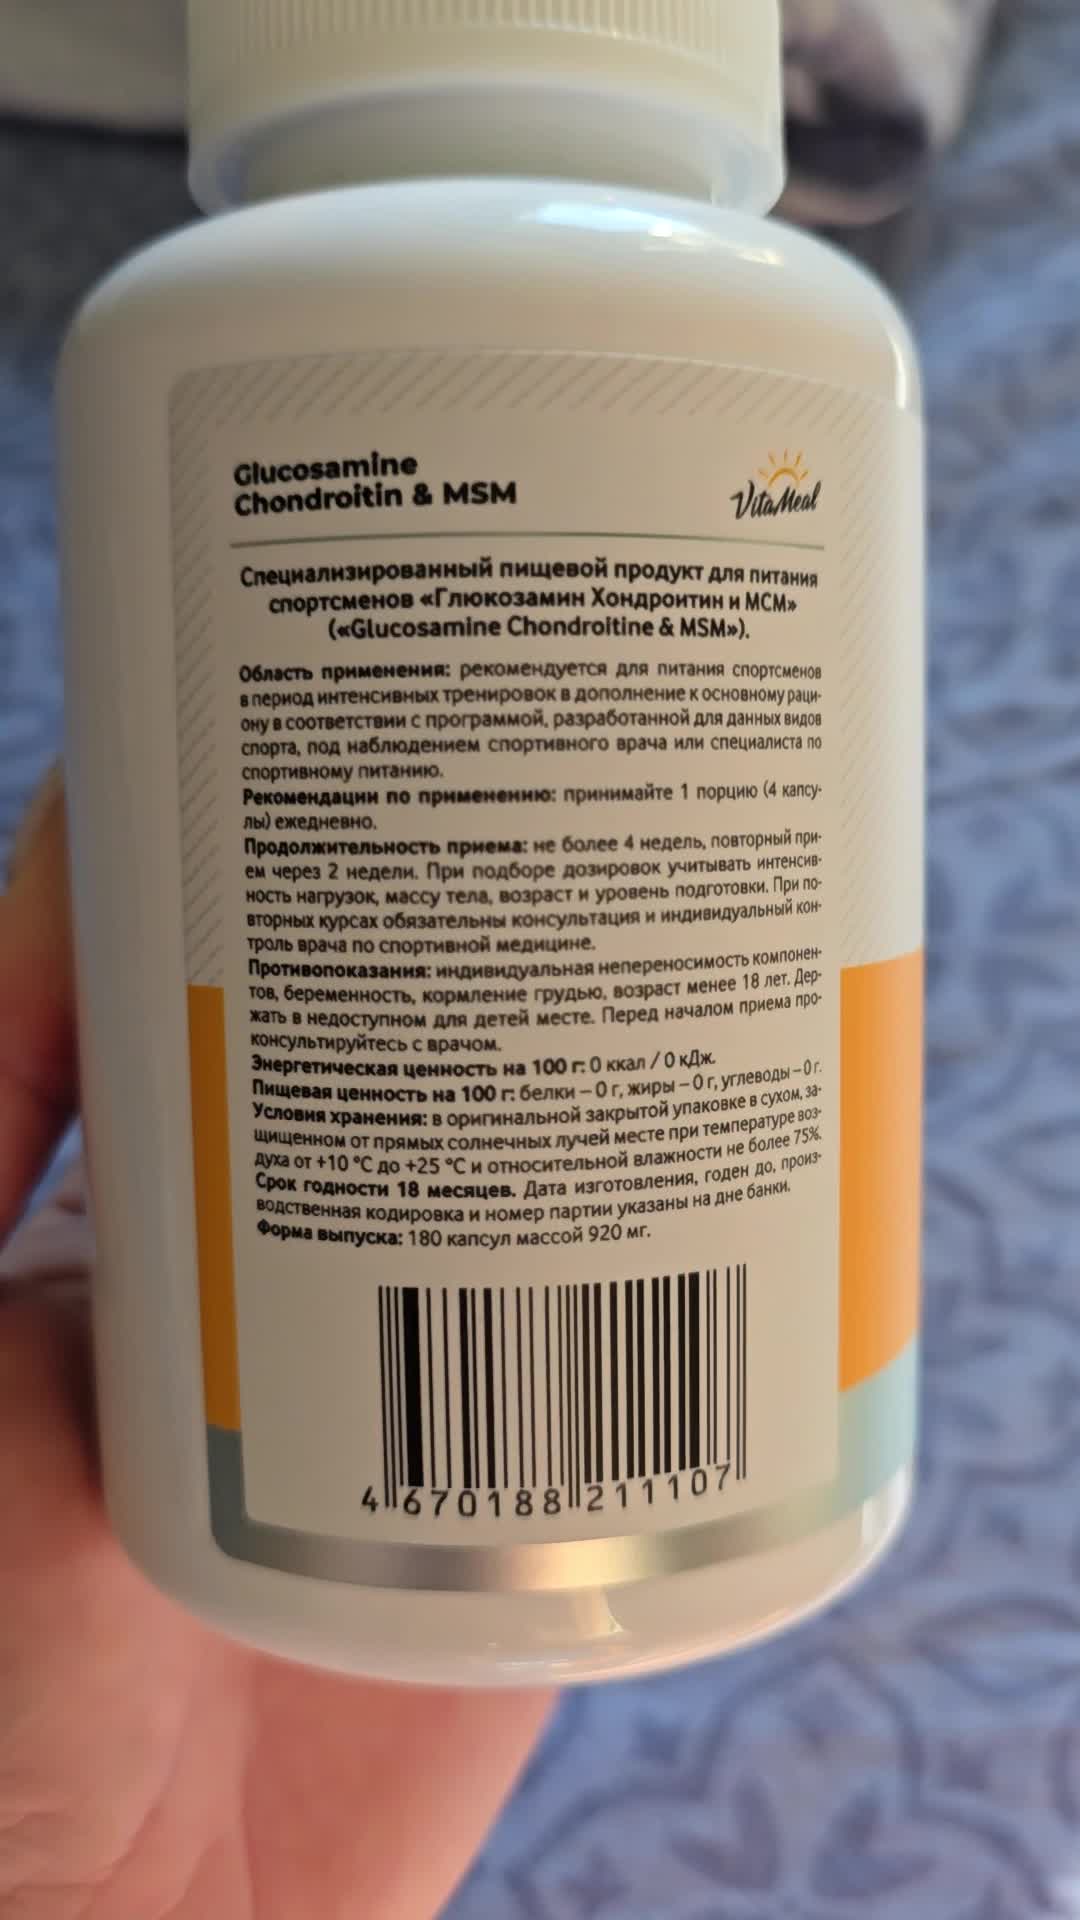 Glucosamine
Chondroitin & MSM
VitaMeal
Специализированный пищевой продукт для питания
спортсменов «Глюкозамин Хондроитин и МСМ»
(«Glucosamine Chondroitine & MSM»).
Область применения: рекомендуется для питания спортсменов
в период интенсивных тренировок в дополнение к основному раци-
ону в соответствии с программой, разработанной для данных видов
спорта, под наблюдением спортивного врача или специалиста по
спортивному питанию.
Рекомендации по применению: принимайте 1 порцию (4 капсу-
лы) ежедневно.
Продолжительность приема: не более 4 недель, повторный при-
ем через 2 недели. При подборе дозировок учитывать интенсив-
ность нагрузок, массу тела, возраст и уровень подготовки. При по-
вторных курсах обязательны консультация и индивидуальный кон-
троль врача по спортивной медицине.
Противопоказания: индивидуальная непереносимость компонен-
тов, беременность, кормление грудью, возраст менее 18 лет. Дер-
жать в недоступном для детей месте. Перед началом приема про-
консультируйтесь с врачом.
Энергетическая ценность на 100 г: 0 ккал / 0 кДж.
Пищевая ценность на 100 г: белки – 0 г, жиры – 0 г, углеводы – 0 г.
Условия хранения: в оригинальной закрытой упаковке в сухом, за-
щищенном от прямых солнечных лучей месте при температуре воз-
духа от +10 °C до +25 °C и относительной влажности не более 75%.
Срок годности 18 месяцев. Дата изготовления, годен до, произ-
водственная кодировка и номер партии указаны на дне банки.
Форма выпуска: 180 капсул массой 920 мг.
4 670188 211107